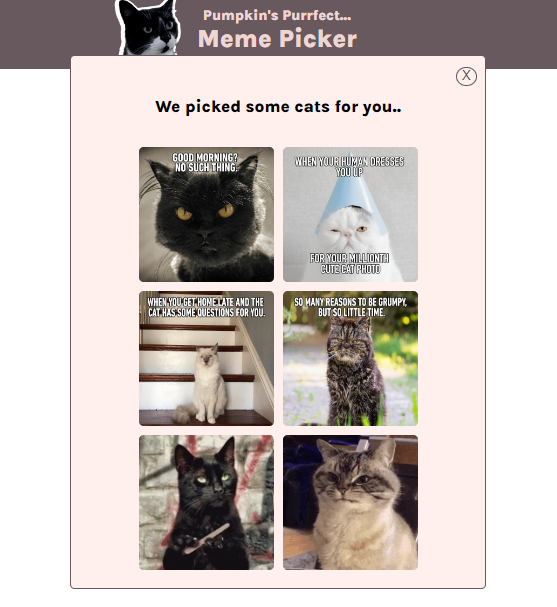 Pumpkin's Purrfect...
Meme Picker
X
We picked some cats for you..
GOOD MORNING?
NO SUCH THING.
WHEN YOUR HUMAN DRESSES
YOU UP
FOR YOUR MILLIONTH
CUTE CAT PHOTO
WHEN YOU GET HOME LATE AND THE
CAT HAS SOME QUESTIONS FOR YOU.
SO MANY REASONS TO BE GRUMPY,
BUT SO LITTLE TIME.